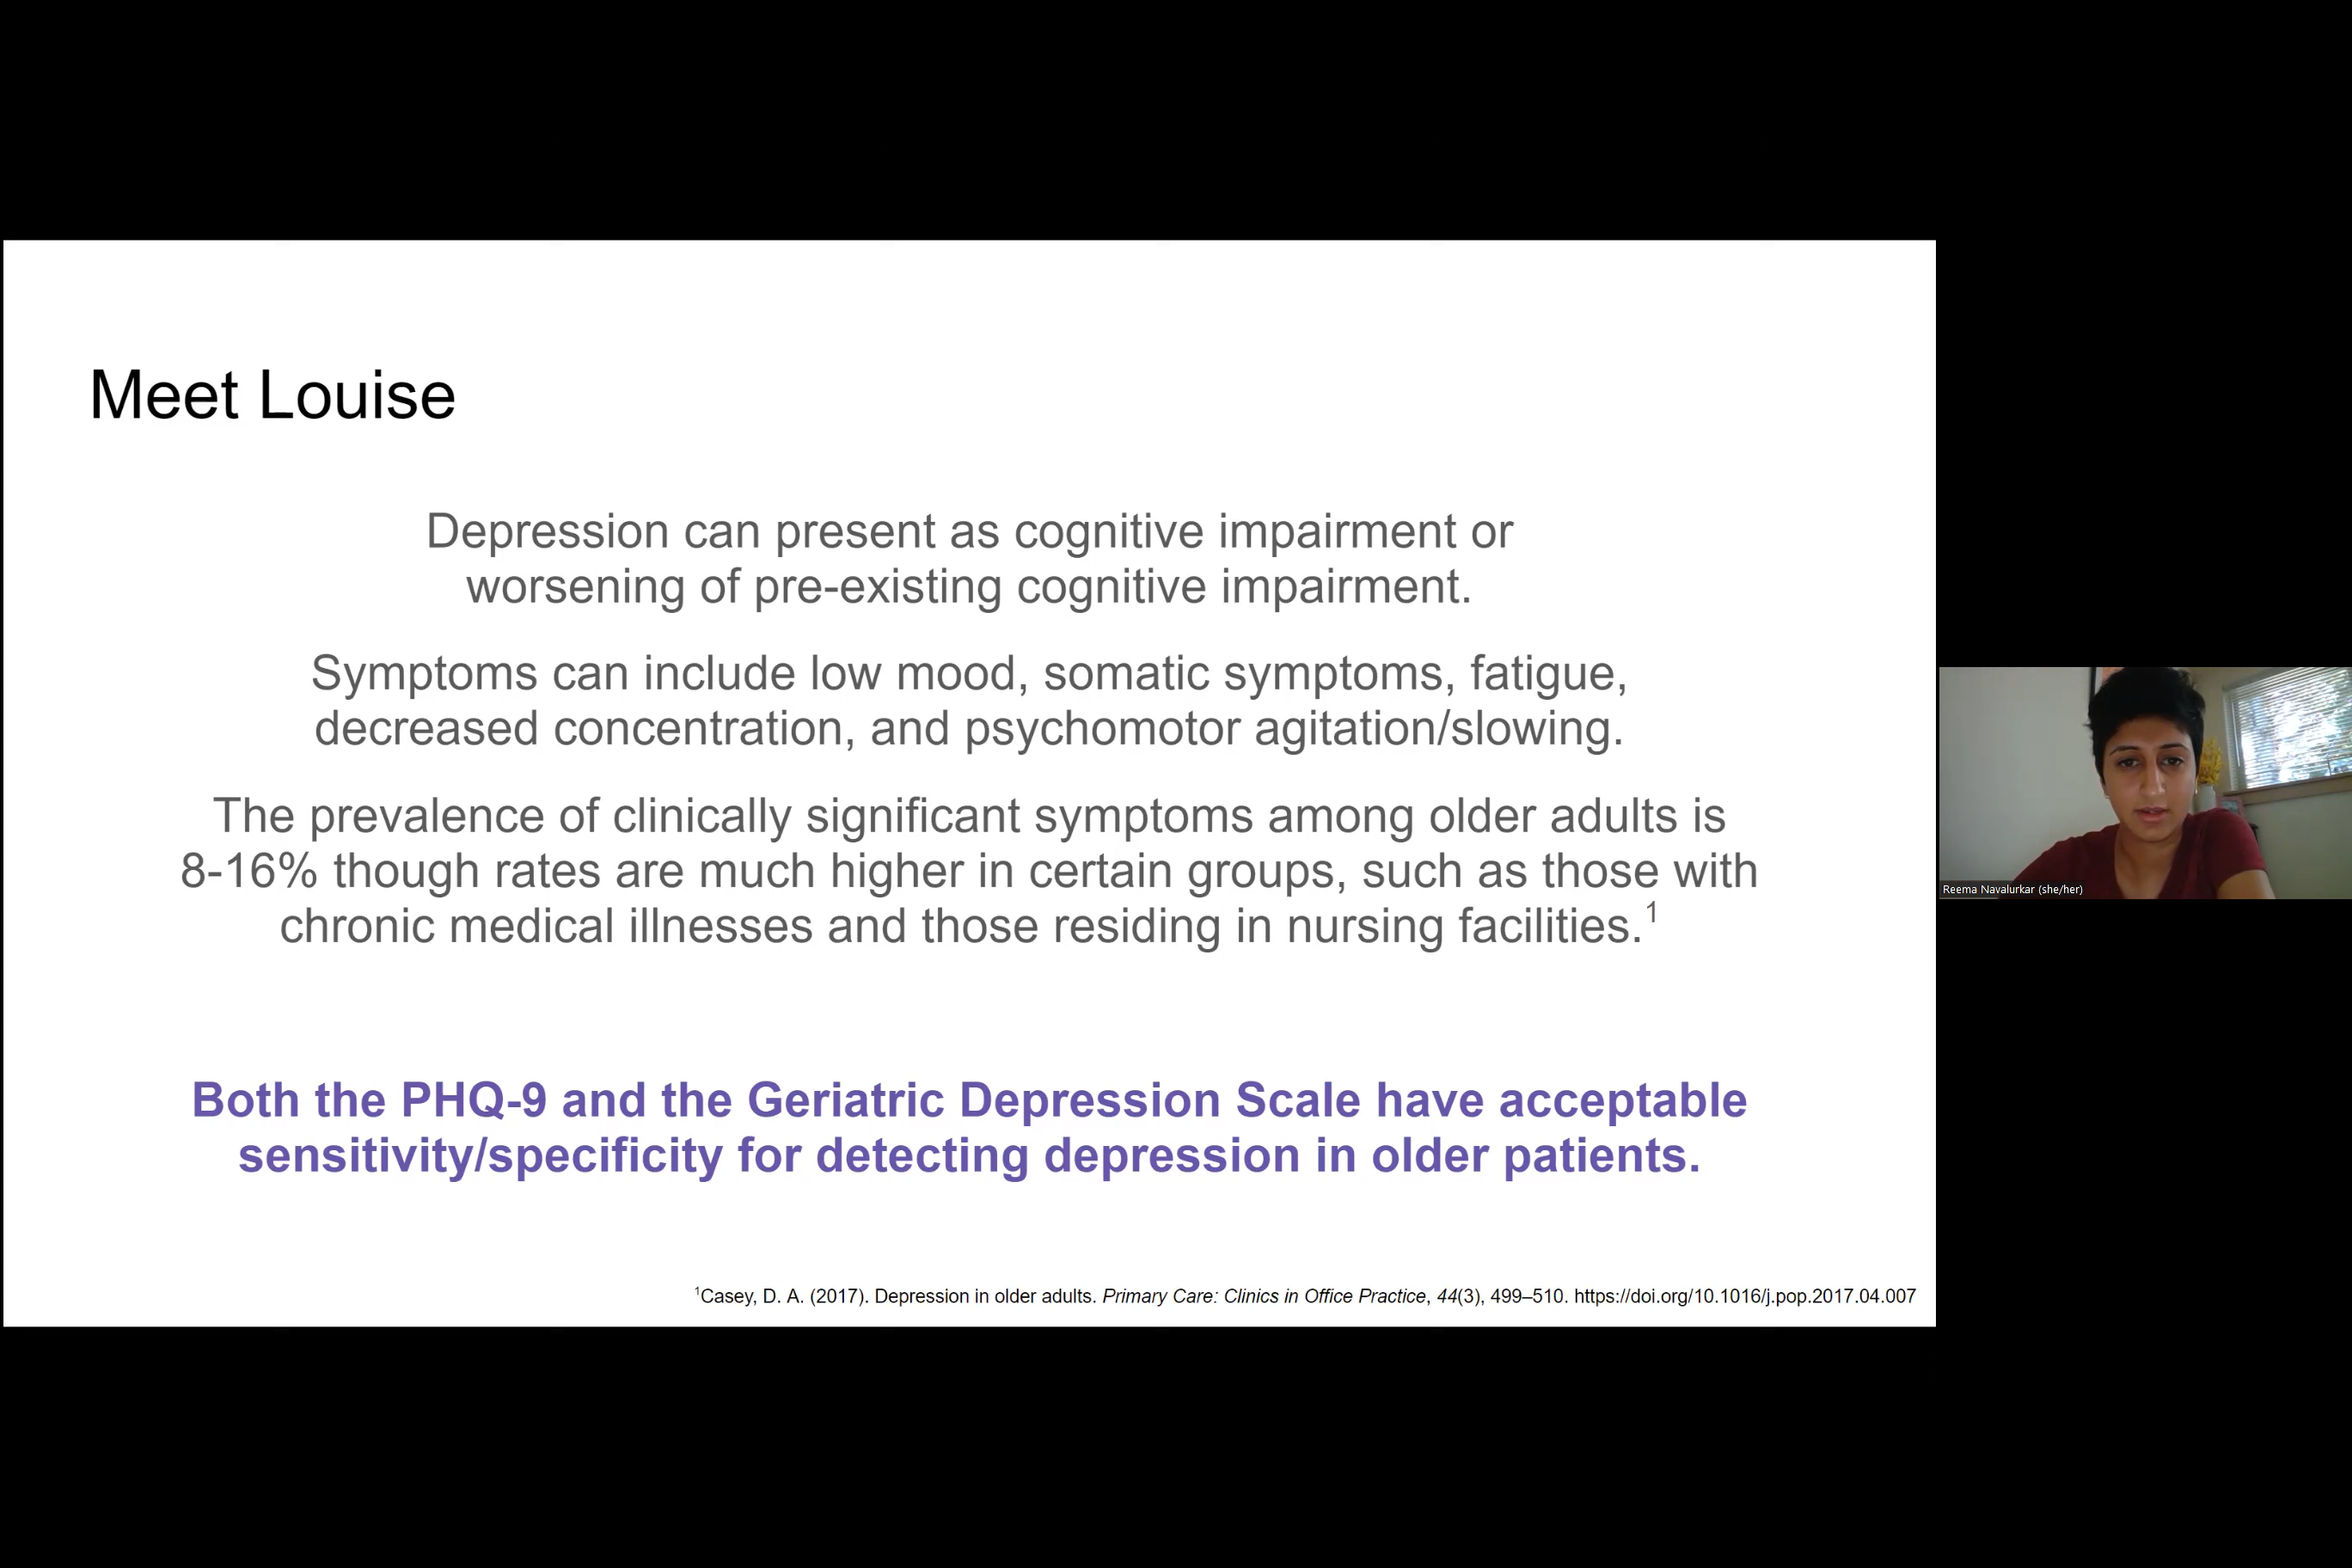 Meet Louise
Depression can present as cognitive impairment or
worsening of pre-existing cognitive impairment.
Symptoms can include low mood, somatic symptoms, fatigue,
decreased concentration, and psychomotor agitation/slowing.
The prevalence of clinically significant symptoms among older adults is
8-16% though rates are much higher in certain groups, such as those with
chronic medical illnesses and those residing in nursing facilities.¹
Both the PHQ-9 and the Geriatric Depression Scale have acceptable
sensitivity/specificity for detecting depression in older patients.
¹Casey, D. A. (2017). Depression in older adults. Primary Care: Clinics in Office Practice, 44(3), 499–510. https://doi.org/10.1016/j.pop.2017.04.007
Reema Navalurkar (she/her)